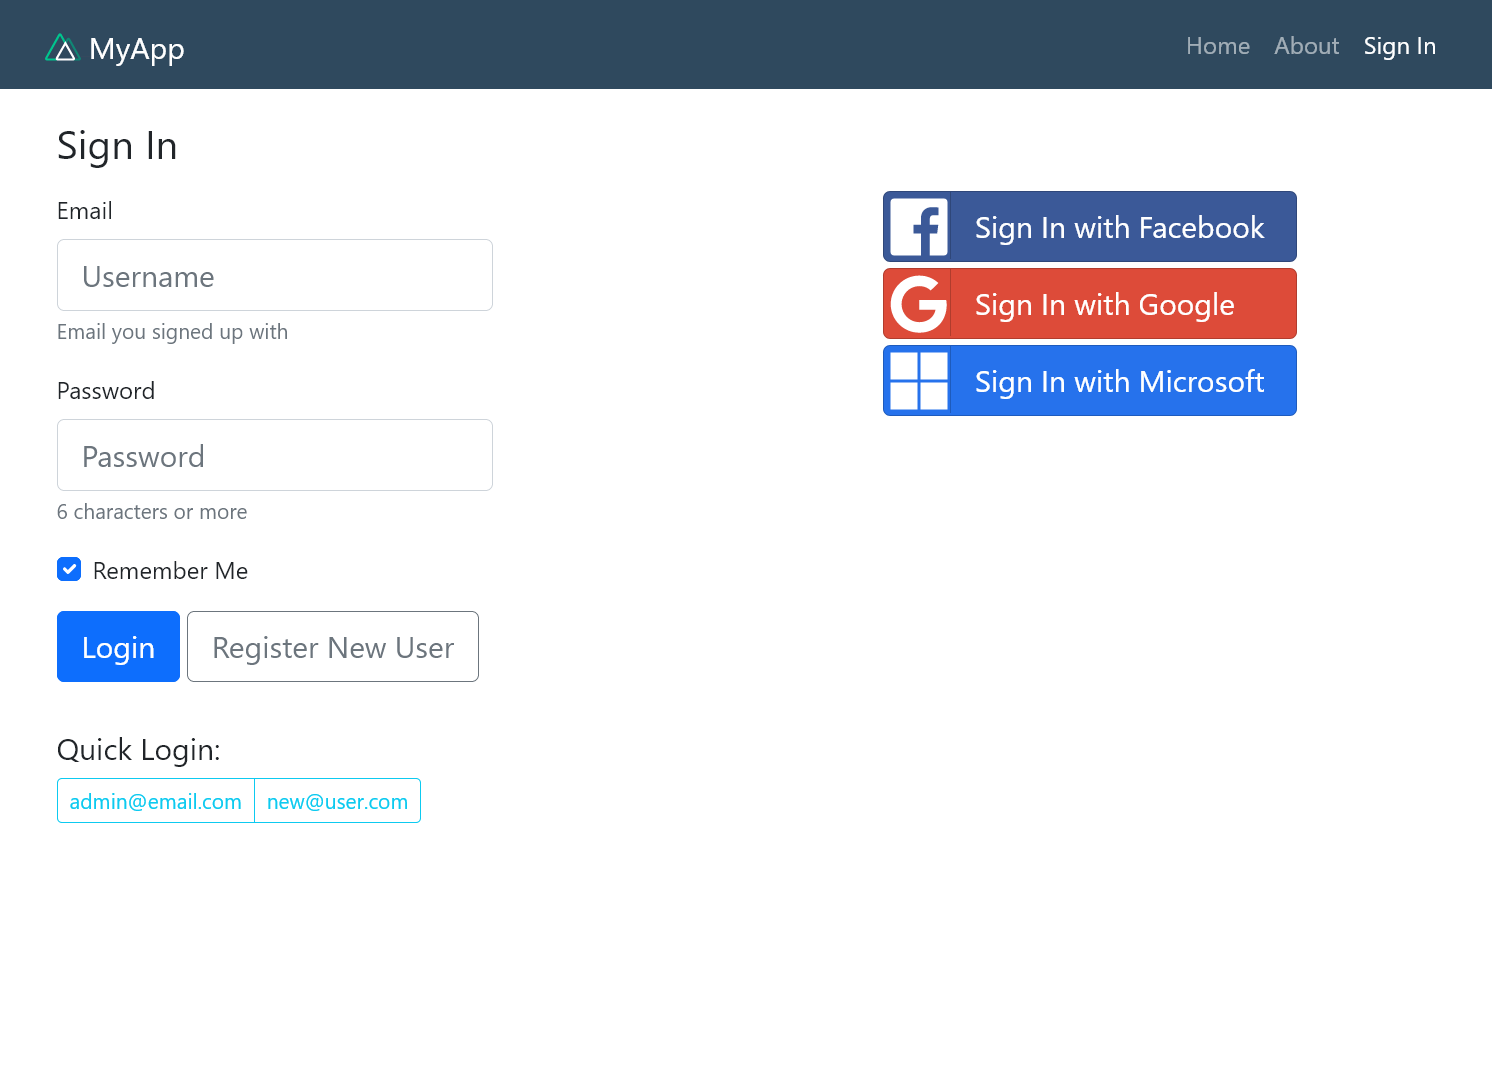 MyApp
Home About Sign In
Sign In
Email
Username
Email you signed up with
Password
Password
6 characters or more
Remember Me
Login Register New User
Quick Login:
admin@email.com new@user.com
Sign In with Facebook
Sign In with Google
Sign In with Microsoft